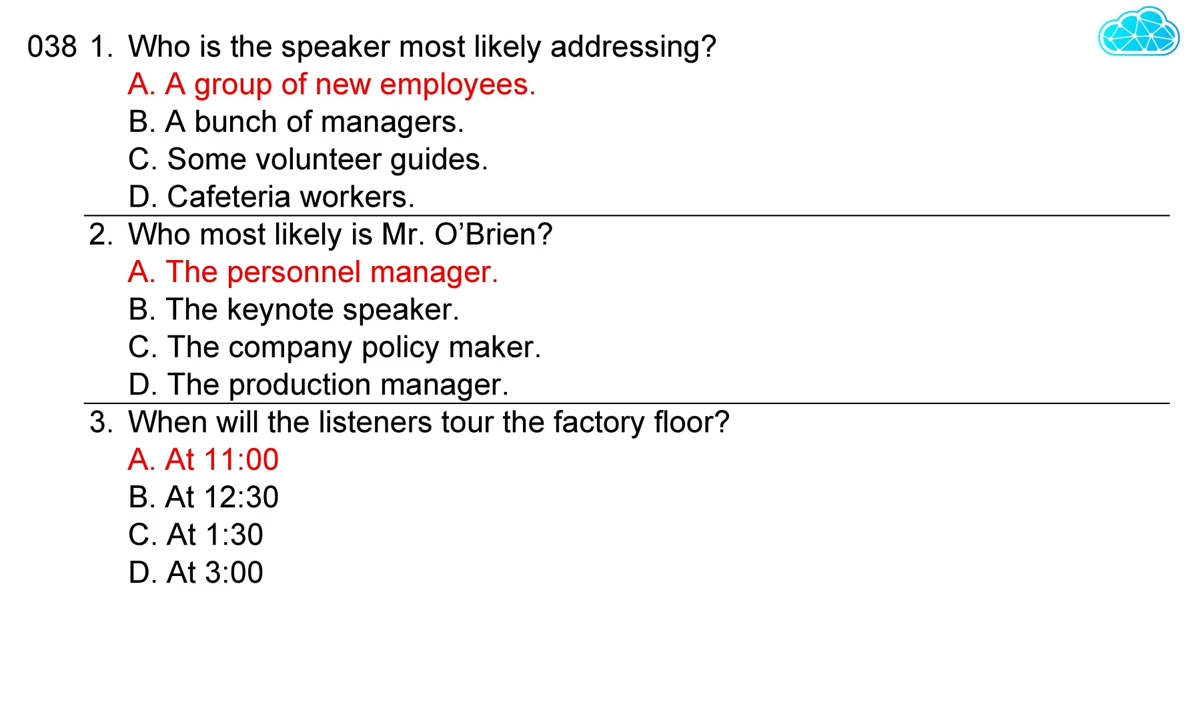 038 1. Who is the speaker most likely addressing?
A. A group of new employees.
B. A bunch of managers.
C. Some volunteer guides.
D. Cafeteria workers.
2. Who most likely is Mr. O’Brien?
A. The personnel manager.
B. The keynote speaker.
C. The company policy maker.
D. The production manager.
3. When will the listeners tour the factory floor?
A. At 11:00
B. At 12:30
C. At 1:30
D. At 3:00